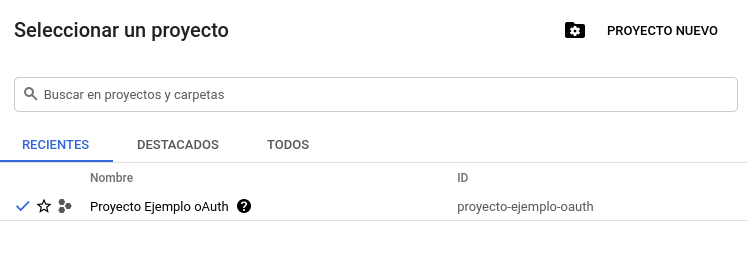 Seleccionar un proyecto
PROYECTO NUEVO
Buscar en proyectos y carpetas
RECIENTES DESTACADOS TODOS
Nombre ID
Proyecto Ejemplo oAuth proyecto-ejemplo-oauth